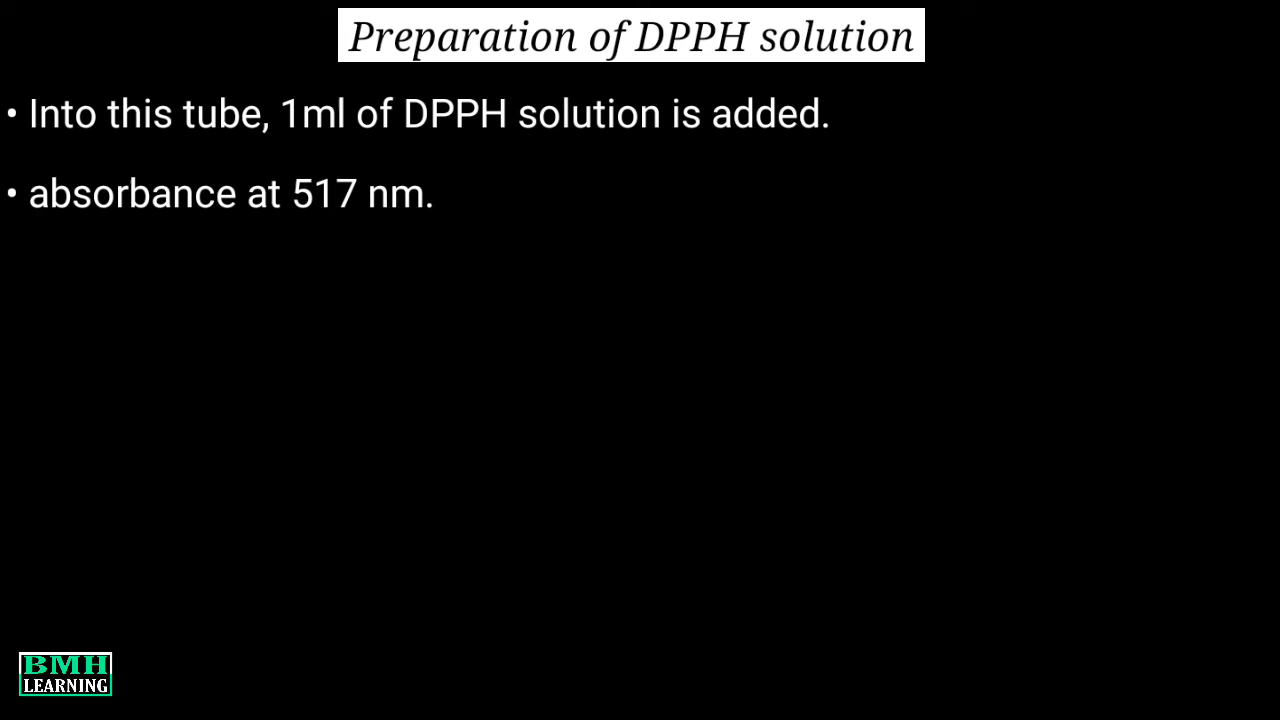 Preparation of DPPH solution
• Into this tube, 1ml of DPPH solution is added.
• absorbance at 517 nm.
BMH
LEARNING